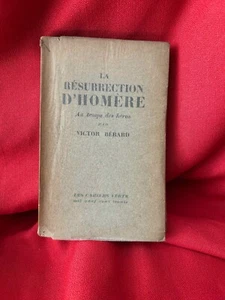 LA
RÉSURRECTION
D'HOMÈRE
Au temps des héros
PAR
VICTOR BÉRARD
LES CAHIERS VERTS